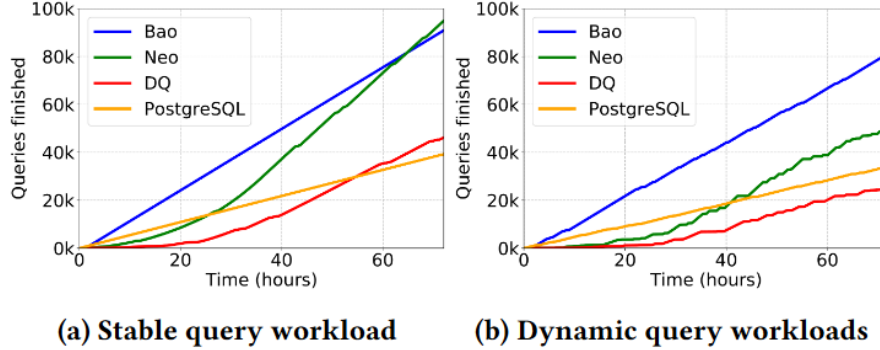 100k
80k
60k
40k
20k
0k
Queries finished
Bao
Neo
DQ
PostgreSQL
0 20 40 60
Time (hours)
(a) Stable query workload
100k
80k
60k
40k
20k
0k
Queries finished
Bao
Neo
DQ
PostgreSQL
0 20 40 60
Time (hours)
(b) Dynamic query workloads